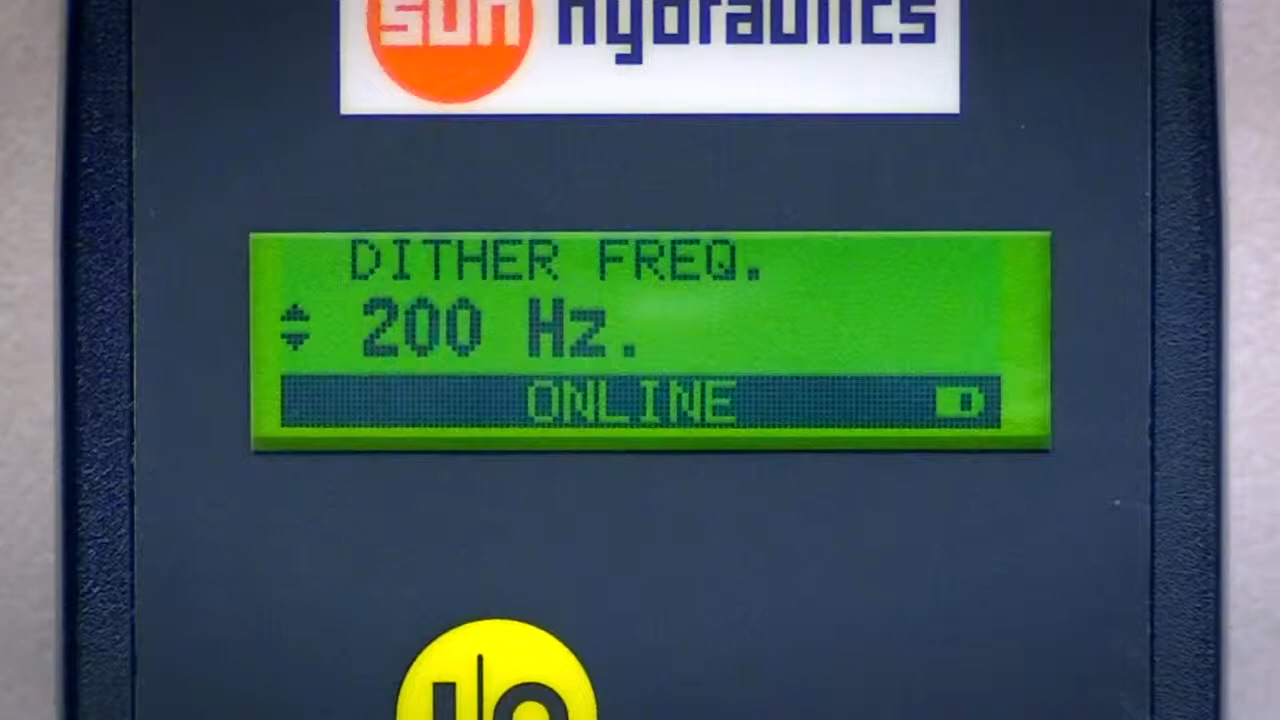 sun hydraulics
DITHER FREQ.
200 Hz.
ONLINE
I/O